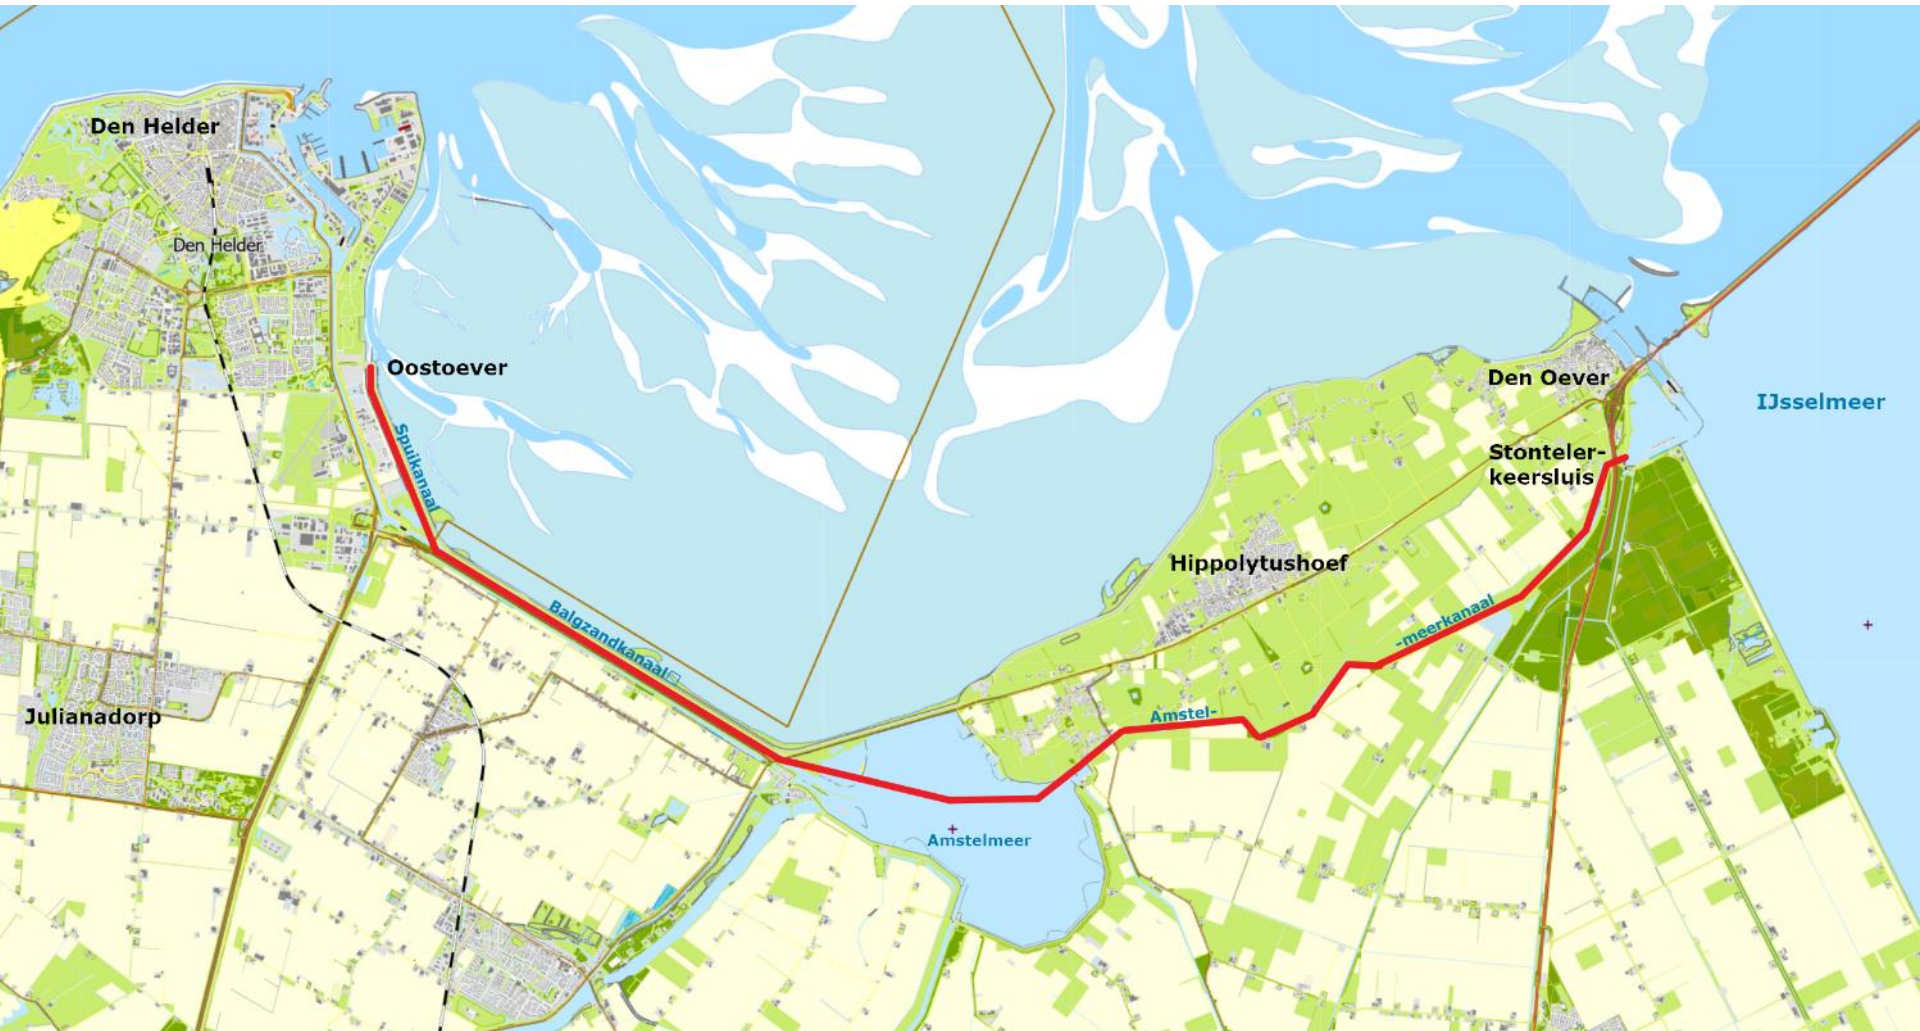 Den Helder
Den Helder
Oostoever
Spuikanaal
Balgzandkanaal
Julianadorp
Amstelmeer
Amstel-
-meerkanaal
Hippolytushoef
Den Oever
Stonteler-
keersluis
IJsselmeer